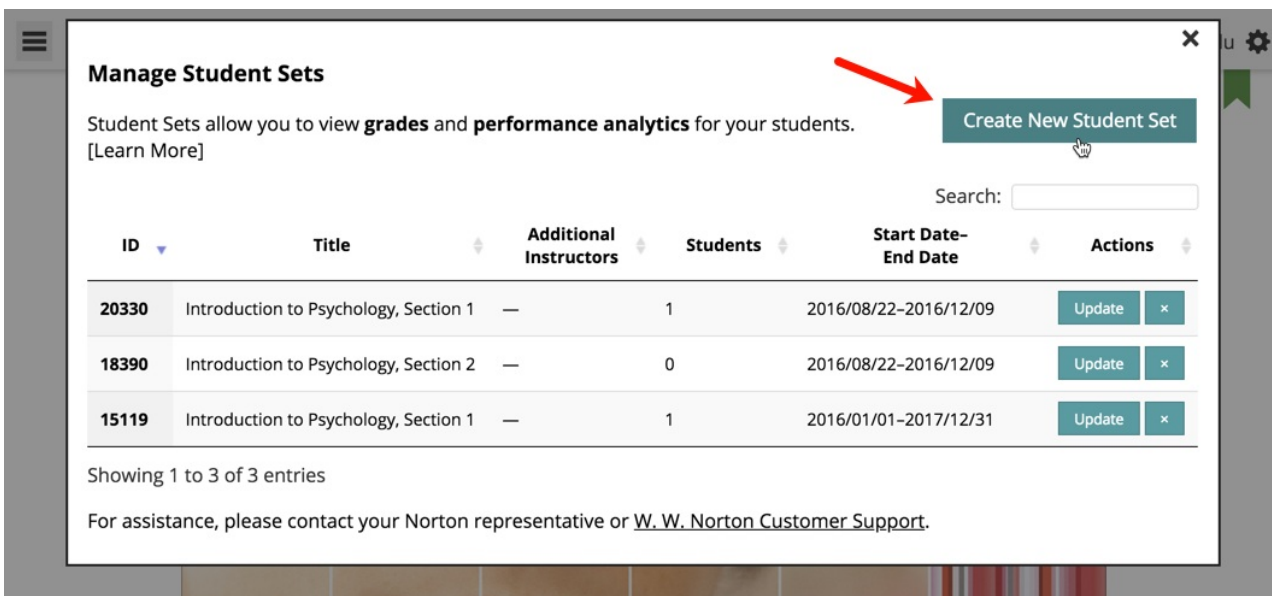 lu
Manage Student Sets
Student Sets allow you to view grades and performance analytics for your students.
[Learn More]
Create New Student Set
Search:
ID Title Additional Instructors Students Start Date– End Date Actions
20330 Introduction to Psychology, Section 1 — 1 2016/08/22–2016/12/09 Update ×
18390 Introduction to Psychology, Section 2 — 0 2016/08/22–2016/12/09 Update ×
15119 Introduction to Psychology, Section 1 — 1 2016/01/01–2017/12/31 Update ×
Showing 1 to 3 of 3 entries
For assistance, please contact your Norton representative or W. W. Norton Customer Support.